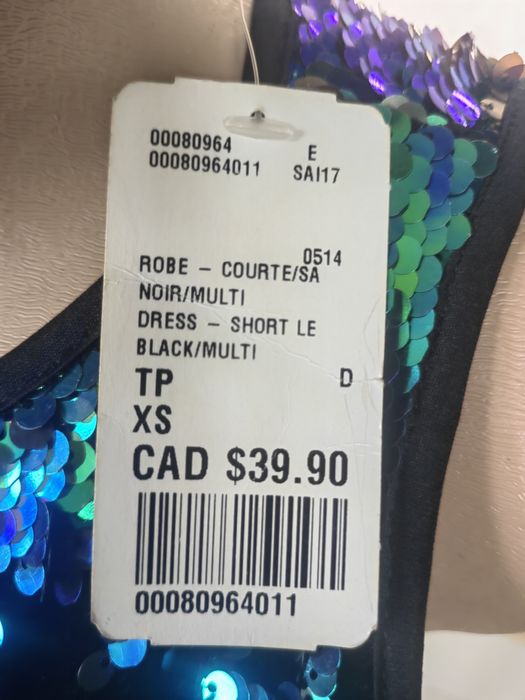 00080964 E
00080964011 SAI17
0514
ROBE – COURTE/SA
NOIR/MULTI
DRESS – SHORT LE
BLACK/MULTI
TP D
XS
CAD $39.90
00080964011